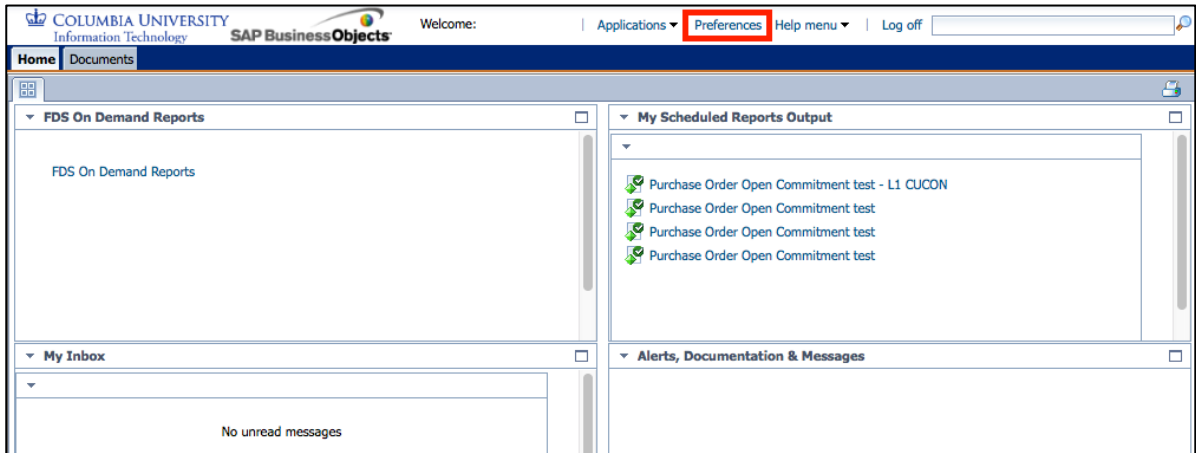 COLUMBIA UNIVERSITY
Information Technology
SAP BusinessObjects
Welcome: | Applications Preferences Help menu | Log off
Home Documents
FDS On Demand Reports
FDS On Demand Reports
My Scheduled Reports Output
Purchase Order Open Commitment test - L1 CUCON
Purchase Order Open Commitment test
Purchase Order Open Commitment test
Purchase Order Open Commitment test
My Inbox
No unread messages
Alerts, Documentation & Messages